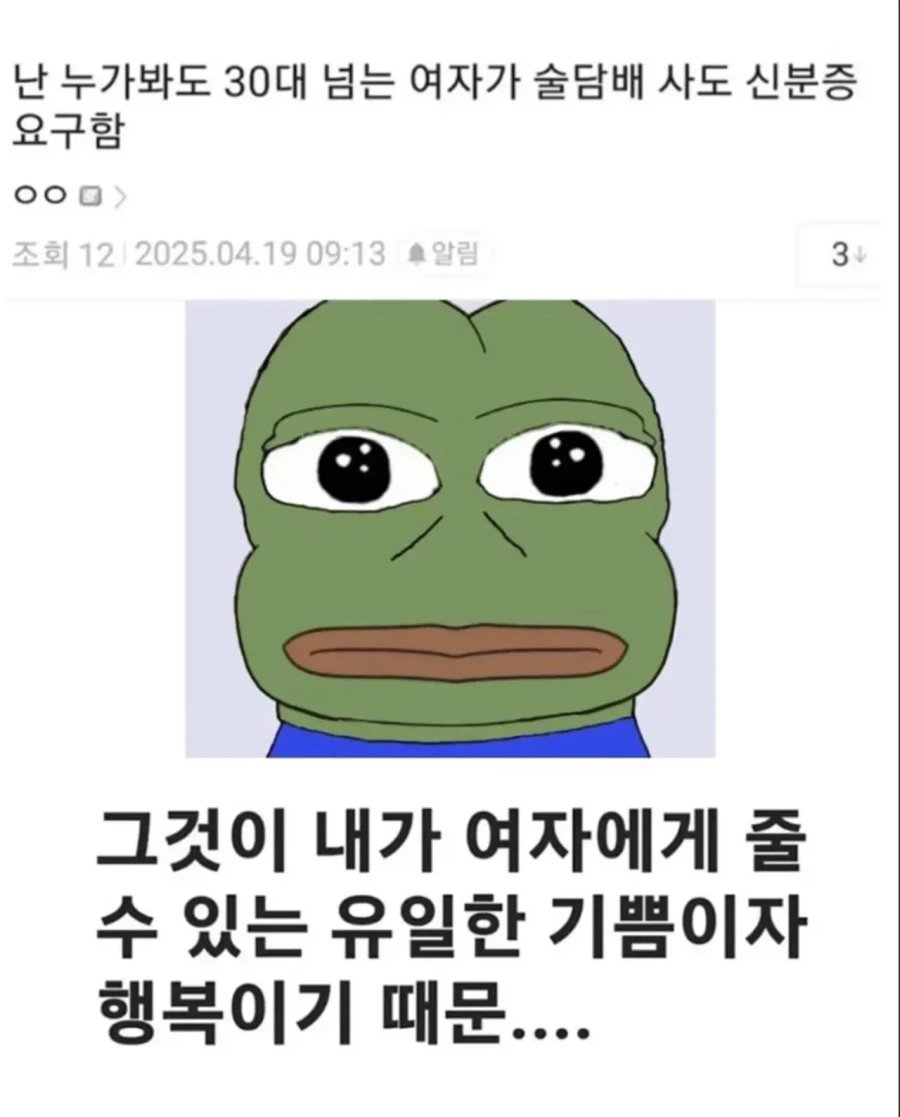 난 누가봐도 30대 넘는 여자가 술담배 사도 신분증
요구함
ㅇㅇ
조회 12 2025.04.19 09:13 알림
3
그것이 내가 여자에게 줄
수 있는 유일한 기쁨이자
행복이기 때문....